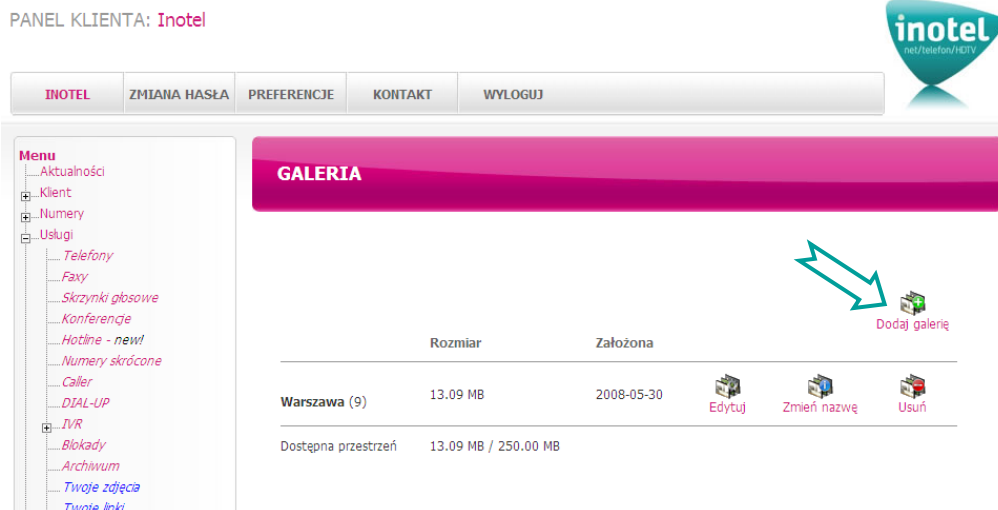 PANEL KLIENTA: Inotel
inotel
net/telefon/HDTV
INOTEL ZMIANA HASŁA PREFERENCJE KONTAKT WYLOGUJ
Menu
Aktualności
Klient
Numery
Usługi
Telefony
Faxy
Skrzynki głosowe
Konferencje
Hotline - new!
Numery skrócone
Caller
DIAL-UP
IVR
Blokady
Archiwum
Twoje zdjęcia
Twoje linki
GALERIA
Dodaj galerię
Rozmiar Założona
Warszawa (9) 13.09 MB 2008-05-30 Edytuj Zmień nazwę Usuń
Dostępna przestrzeń 13.09 MB / 250.00 MB